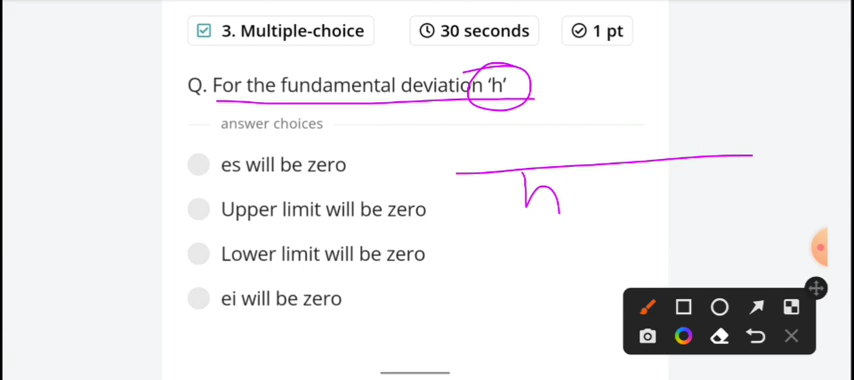 3. Multiple-choice
30 seconds
1 pt
Q. For the fundamental deviation ‘h’
answer choices
es will be zero
h
Upper limit will be zero
Lower limit will be zero
ei will be zero